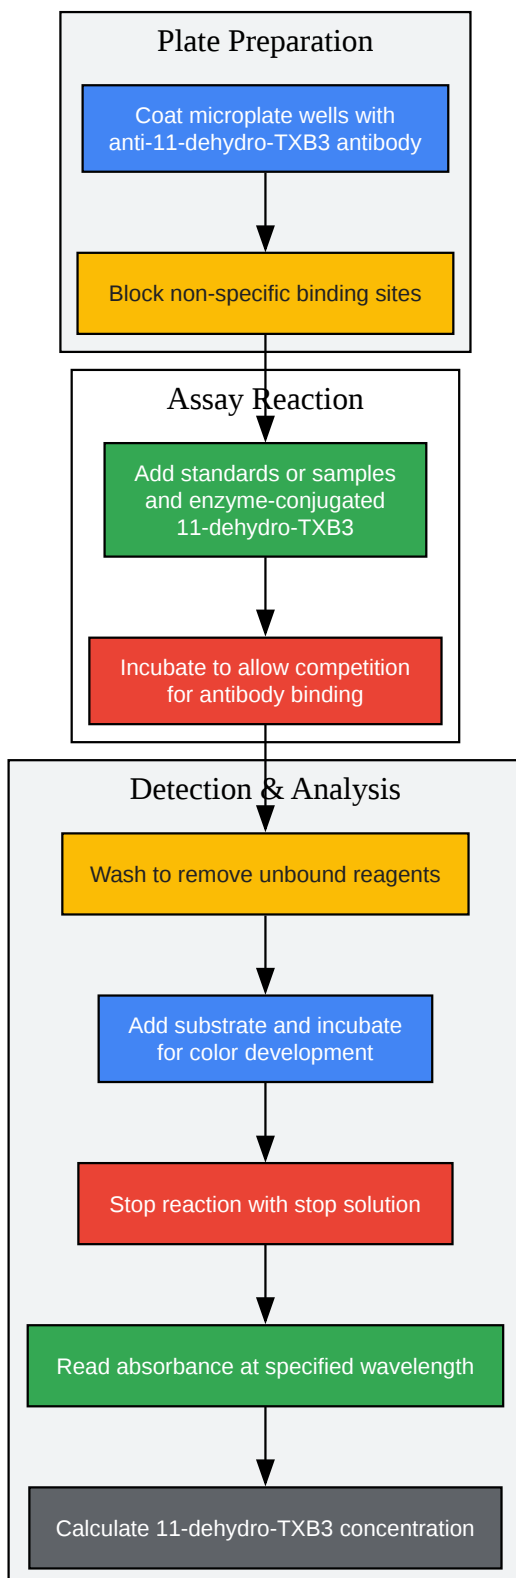 Plate Preparation
Coat microplate wells with
anti-11-dehydro-TXB3 antibody
Block non-specific binding sites
Assay Reaction
Add standards or samples
and enzyme-conjugated
11-dehydro-TXB3
Incubate to allow competition
for antibody binding
Detection & Analysis
Wash to remove unbound reagents
Add substrate and incubate
for color development
Stop reaction with stop solution
Read absorbance at specified wavelength
Calculate 11-dehydro-TXB3 concentration